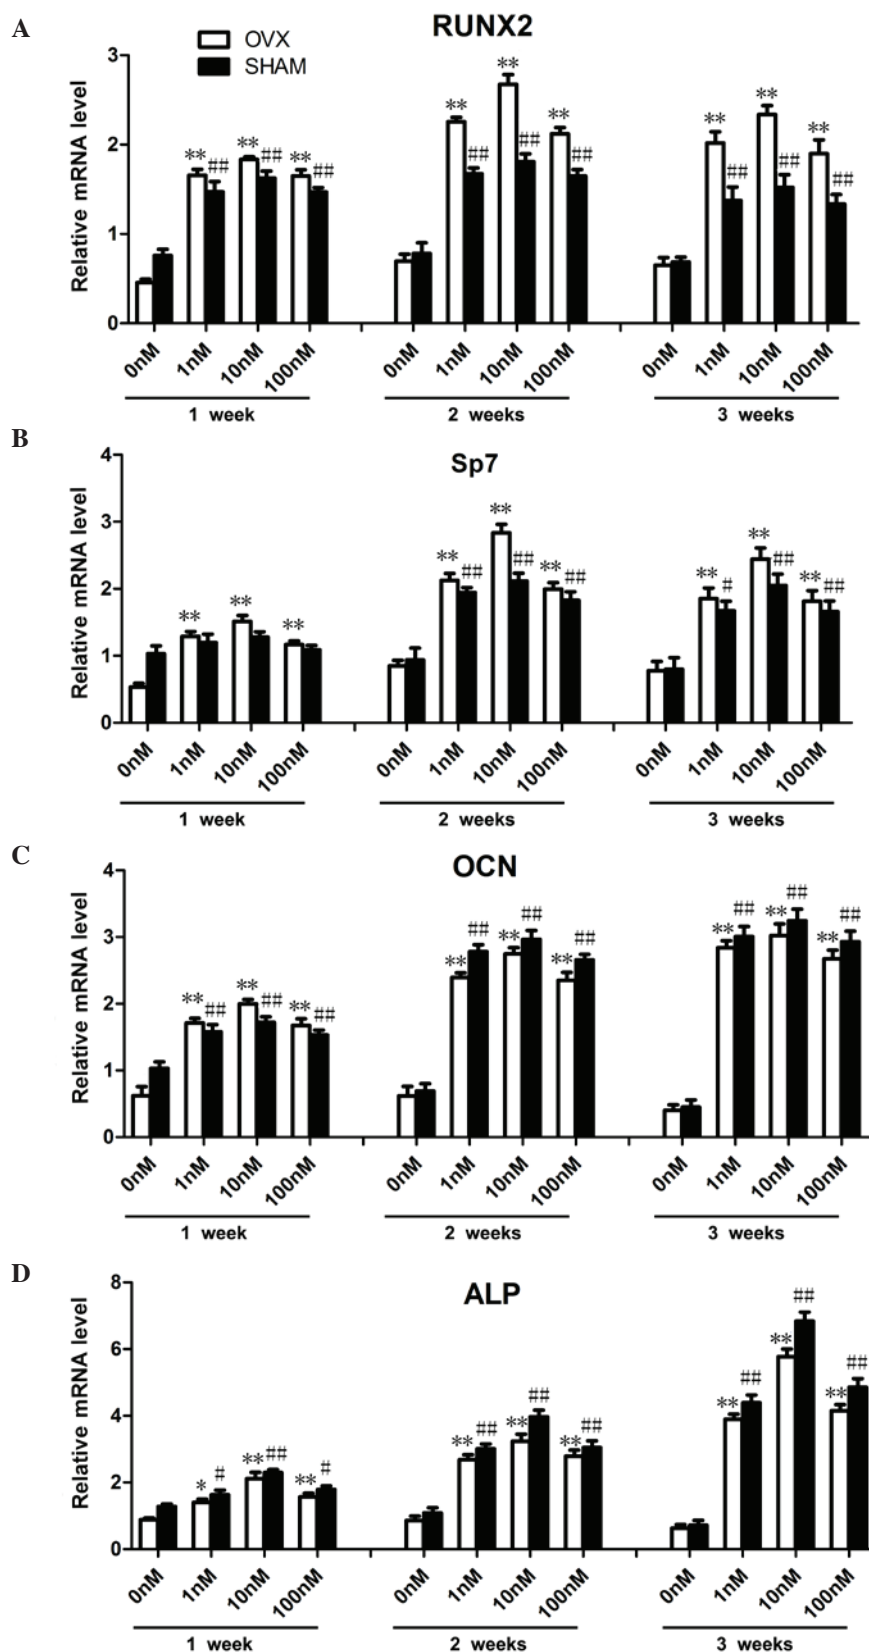 A
RUNX2
OVX
SHAM
Relative mRNA level
3
2
1
0
** ## ** ## ** ##
** ## ** ## ** ##
** ## ** ## ** ##
0nM 1nM 10nM 100nM 0nM 1nM 10nM 100nM 0nM 1nM 10nM 100nM
1 week 2 weeks 3 weeks
B
Sp7
Relative mRNA level
4
3
2
1
0
** ** **
** ## ** ## ** ##
** # ** ## ** ##
0nM 1nM 10nM 100nM 0nM 1nM 10nM 100nM 0nM 1nM 10nM 100nM
1 week 2 weeks 3 weeks
C
OCN
Relative mRNA level
4
3
2
1
0
** ## ** ## ** ##
** ## ** ## ** ##
** ## ** ## ** ##
0nM 1nM 10nM 100nM 0nM 1nM 10nM 100nM 0nM 1nM 10nM 100nM
1 week 2 weeks 3 weeks
D
ALP
Relative mRNA level
8
6
4
2
0
* # ** ## ** #
** ## ** ## ** ##
** ## ** ## ** ##
0nM 1nM 10nM 100nM 0nM 1nM 10nM 100nM 0nM 1nM 10nM 100nM
1 week 2 weeks 3 weeks